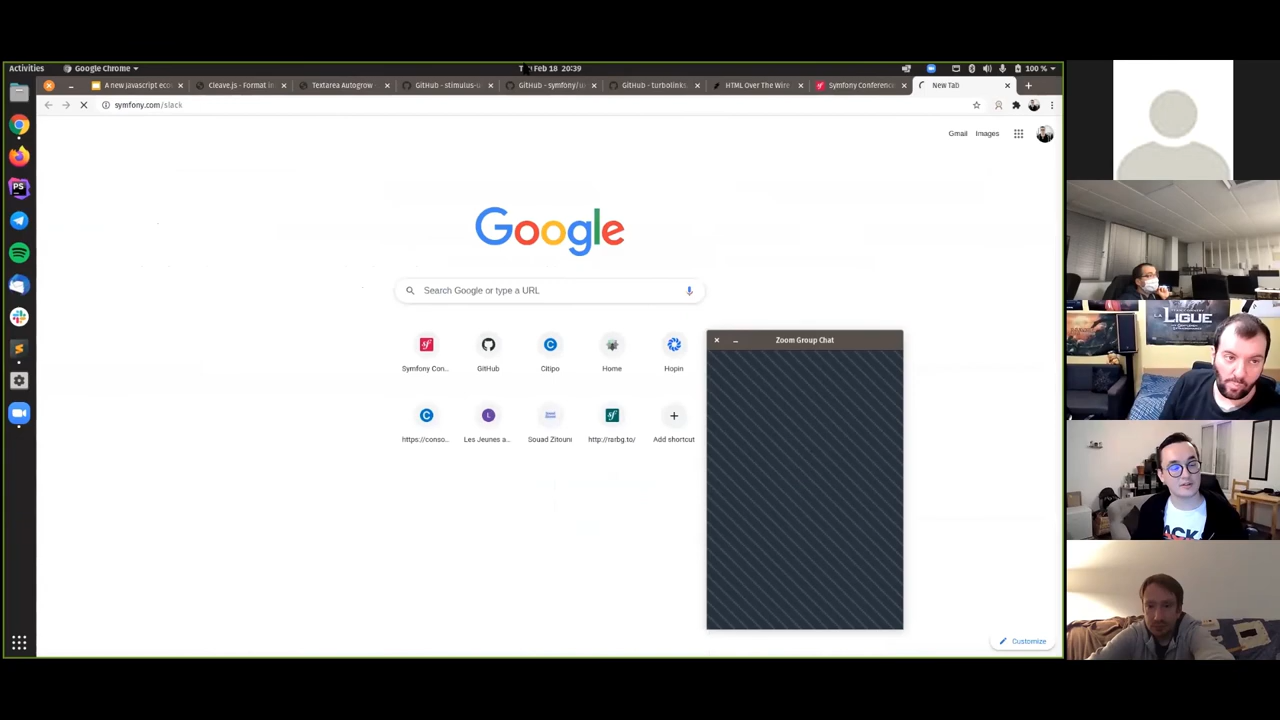 Activities
Google Chrome
Feb 18 20:39
100 %
A new javascript eco
Cleave.js - Format in
Textarea Autogrow
GitHub - stimulus-u
GitHub - symfony/u
GitHub - turbolinks
HTML Over The Wire
Symfony Conference
New Tab
symfony.com/slack
Gmail
Images
Google
Search Google or type a URL
Symfony Con...
GitHub
Citipo
Home
Hopin
https://conso...
Les Jeunes a...
Souad Zitouni
http://rarbg.to/
Add shortcut
Zoom Group Chat
Customize
LA LIGUE